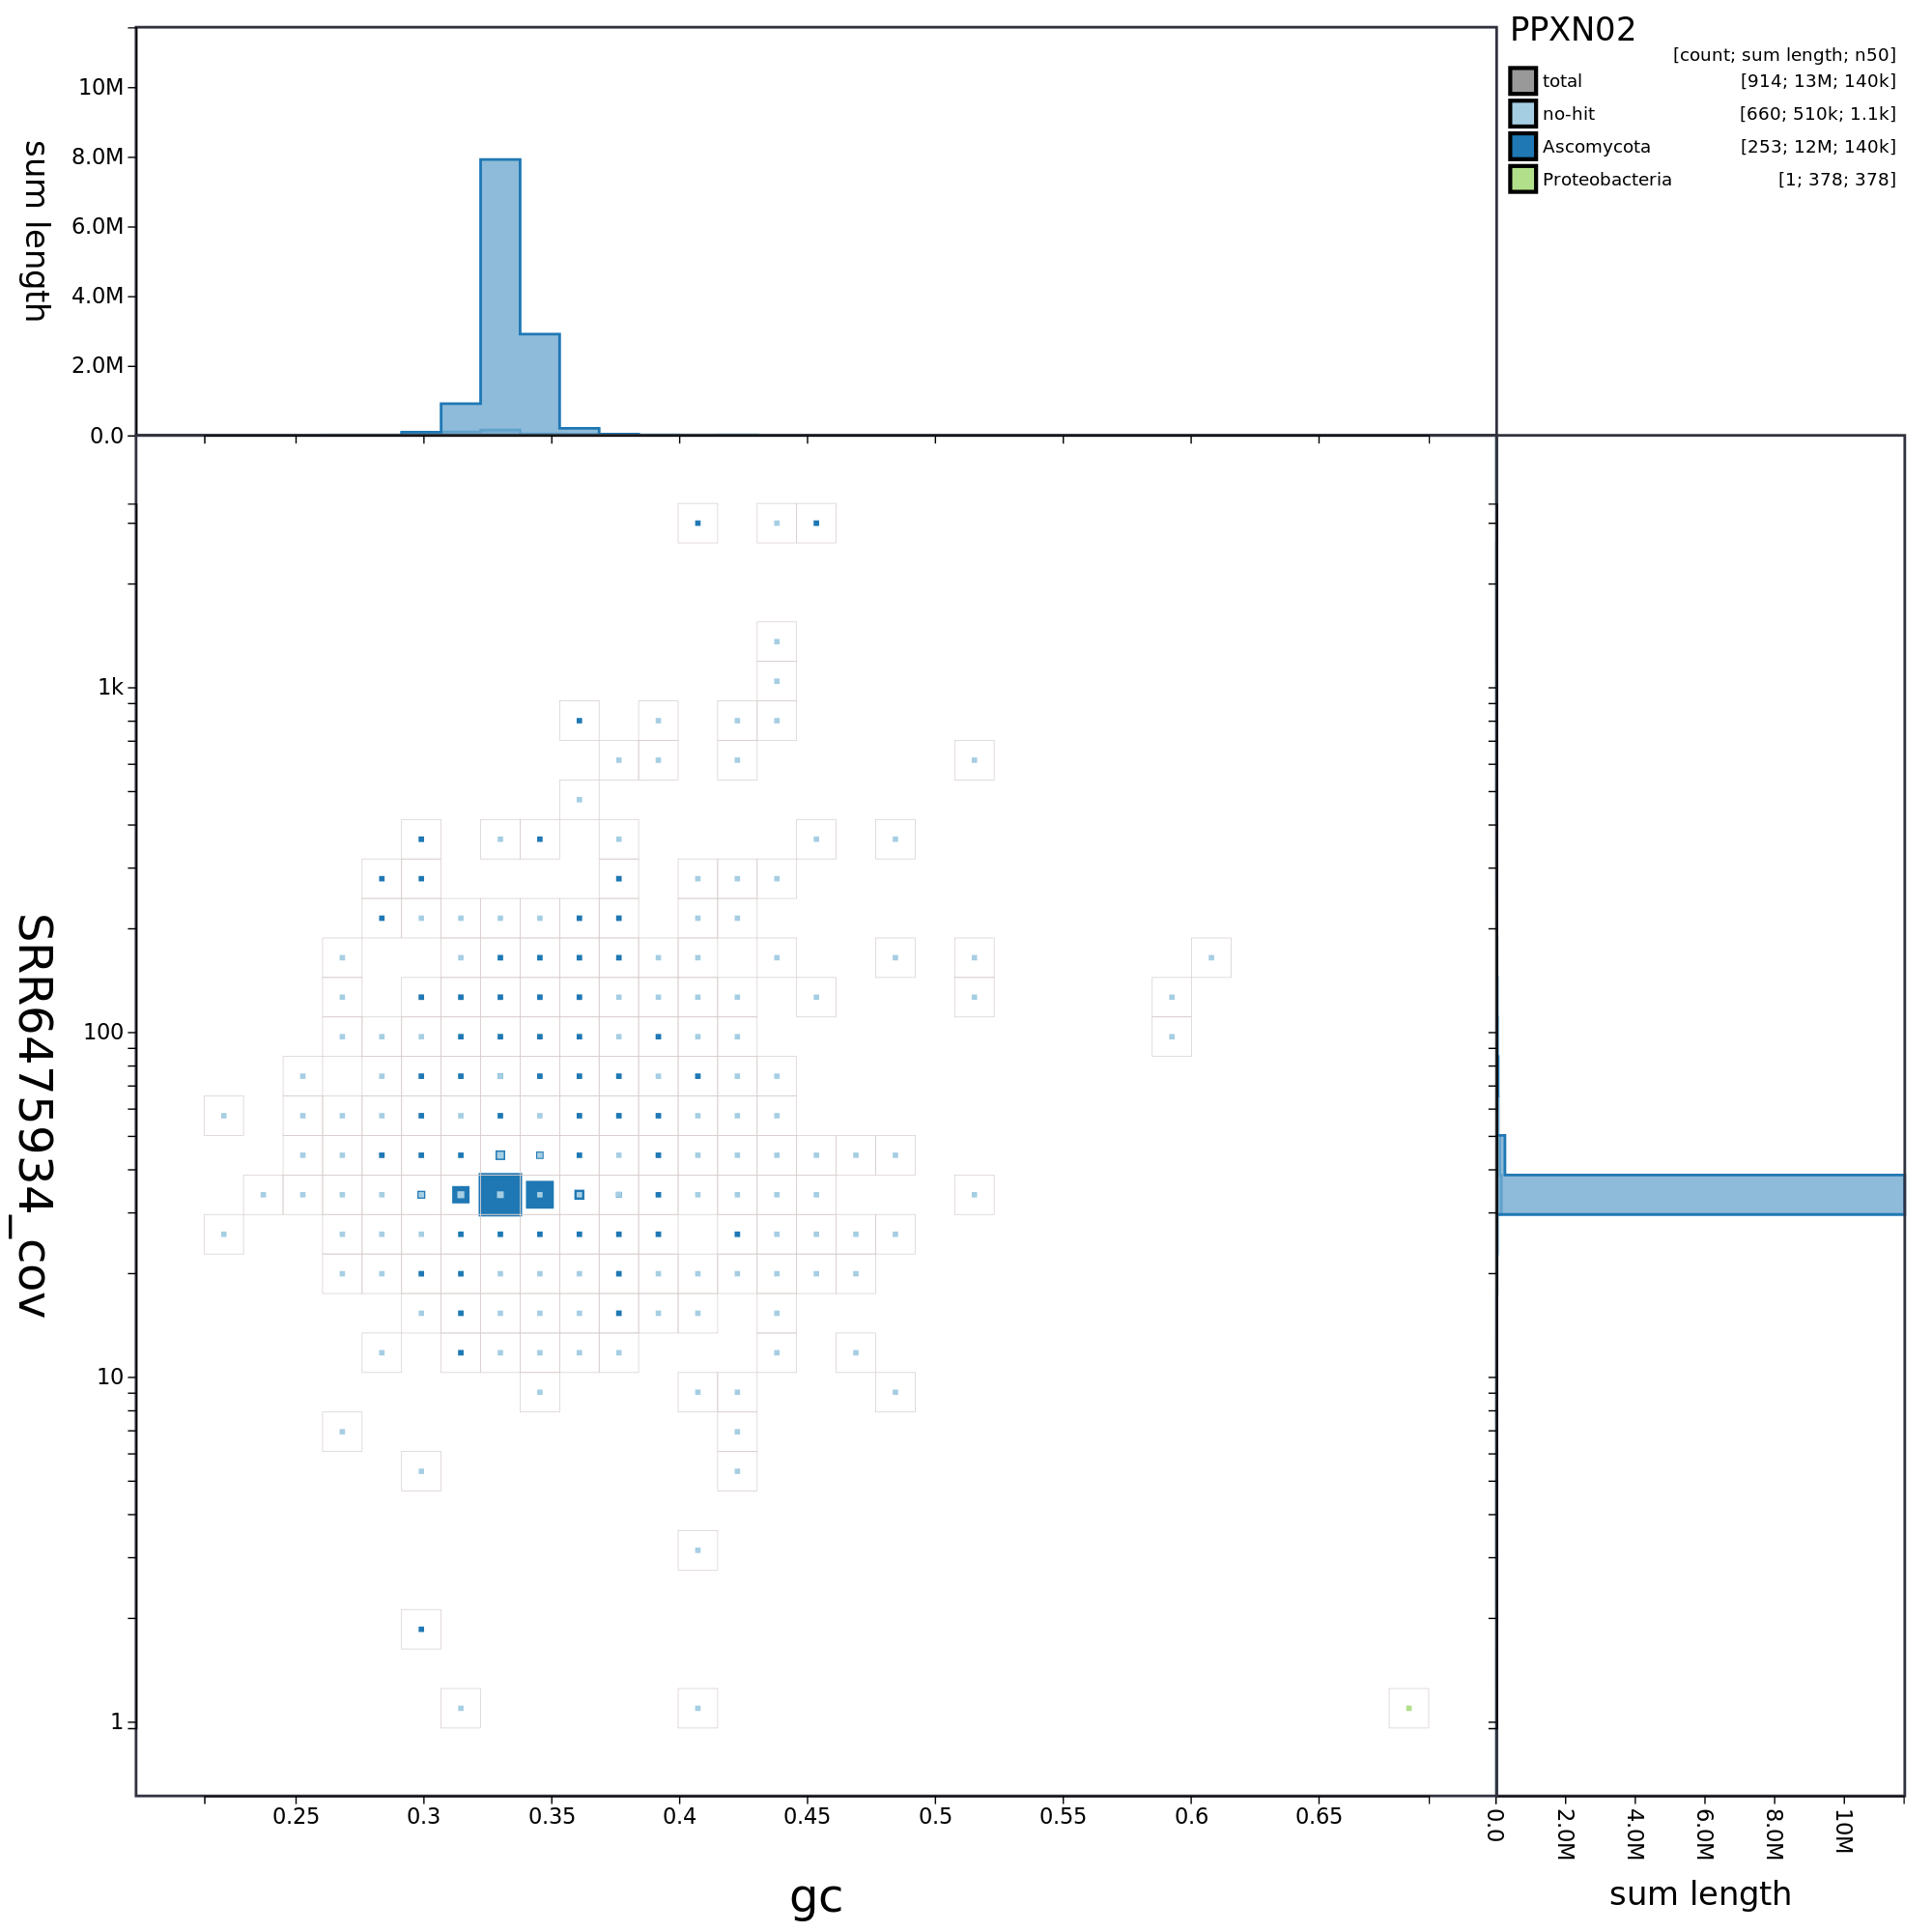 PPXN02
[count; sum length; n50]
total [914; 13M; 140k]
no-hit [660; 510k; 1.1k]
Ascomycota [253; 12M; 140k]
Proteobacteria [1; 378; 378]
sum length
10M
8.0M
6.0M
4.0M
2.0M
0.0
SRR6475934_cov
1k
100
10
1
0.25 0.3 0.35 0.4 0.45 0.5 0.55 0.6 0.65
gc
0.0 2.0M 4.0M 6.0M 8.0M 10M
sum length